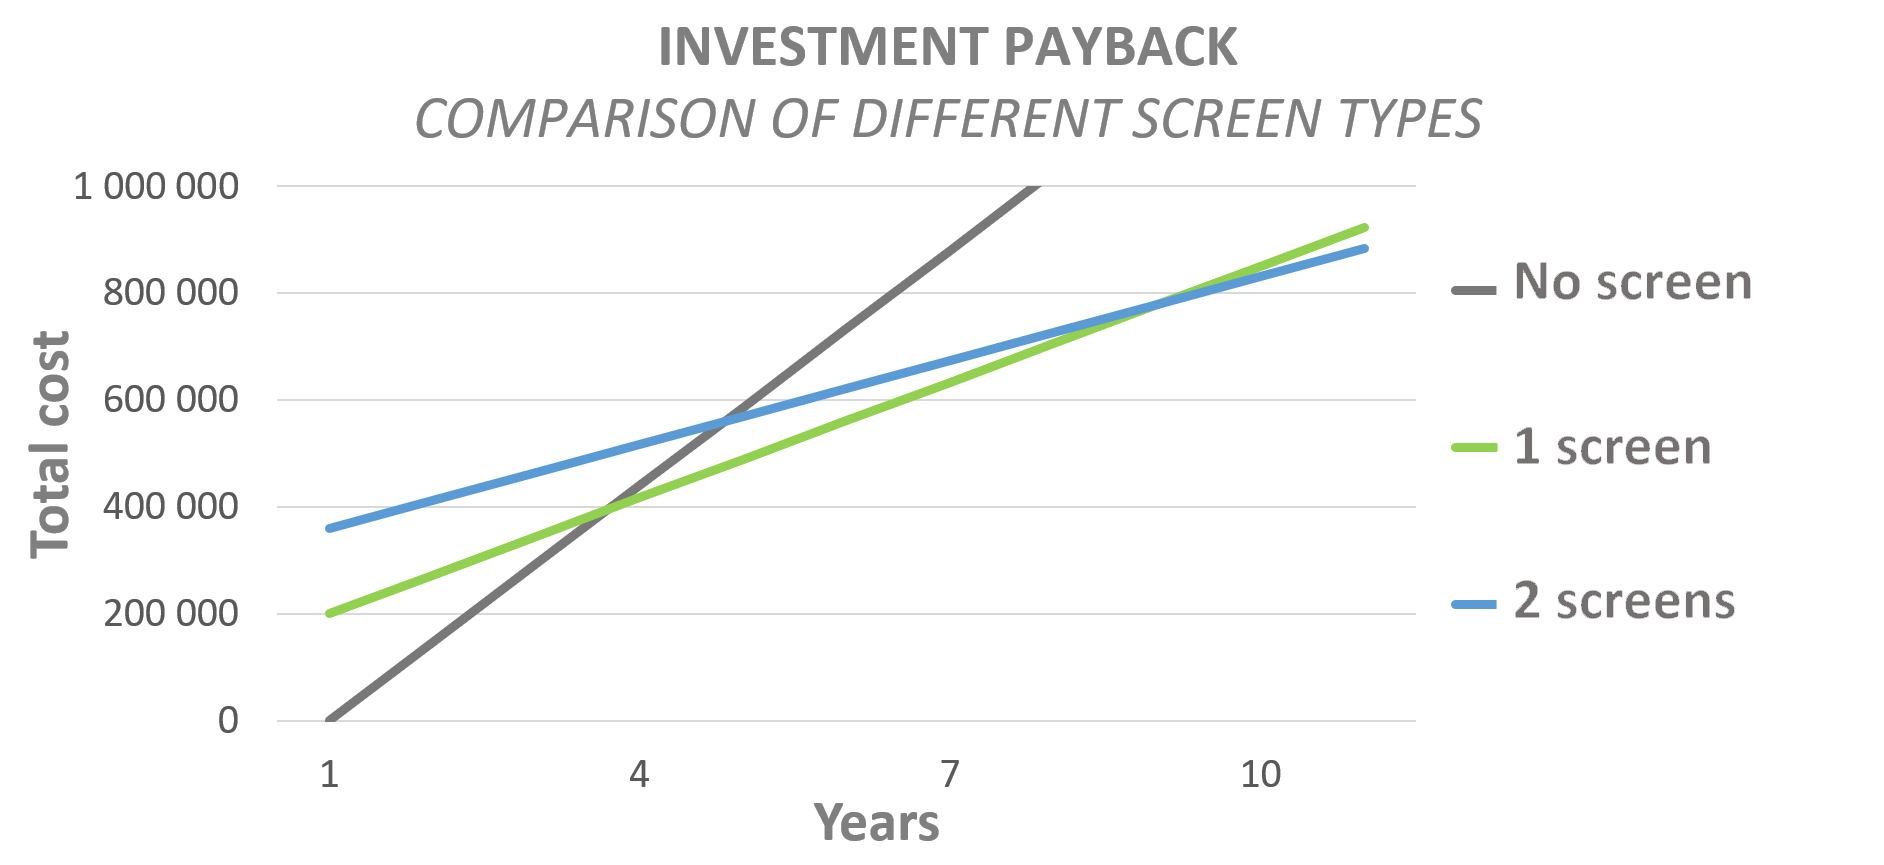 INVESTMENT PAYBACK
COMPARISON OF DIFFERENT SCREEN TYPES
1 000 000
800 000
600 000
400 000
200 000
0
Total cost
1 4 7 10
Years
No screen
1 screen
2 screens